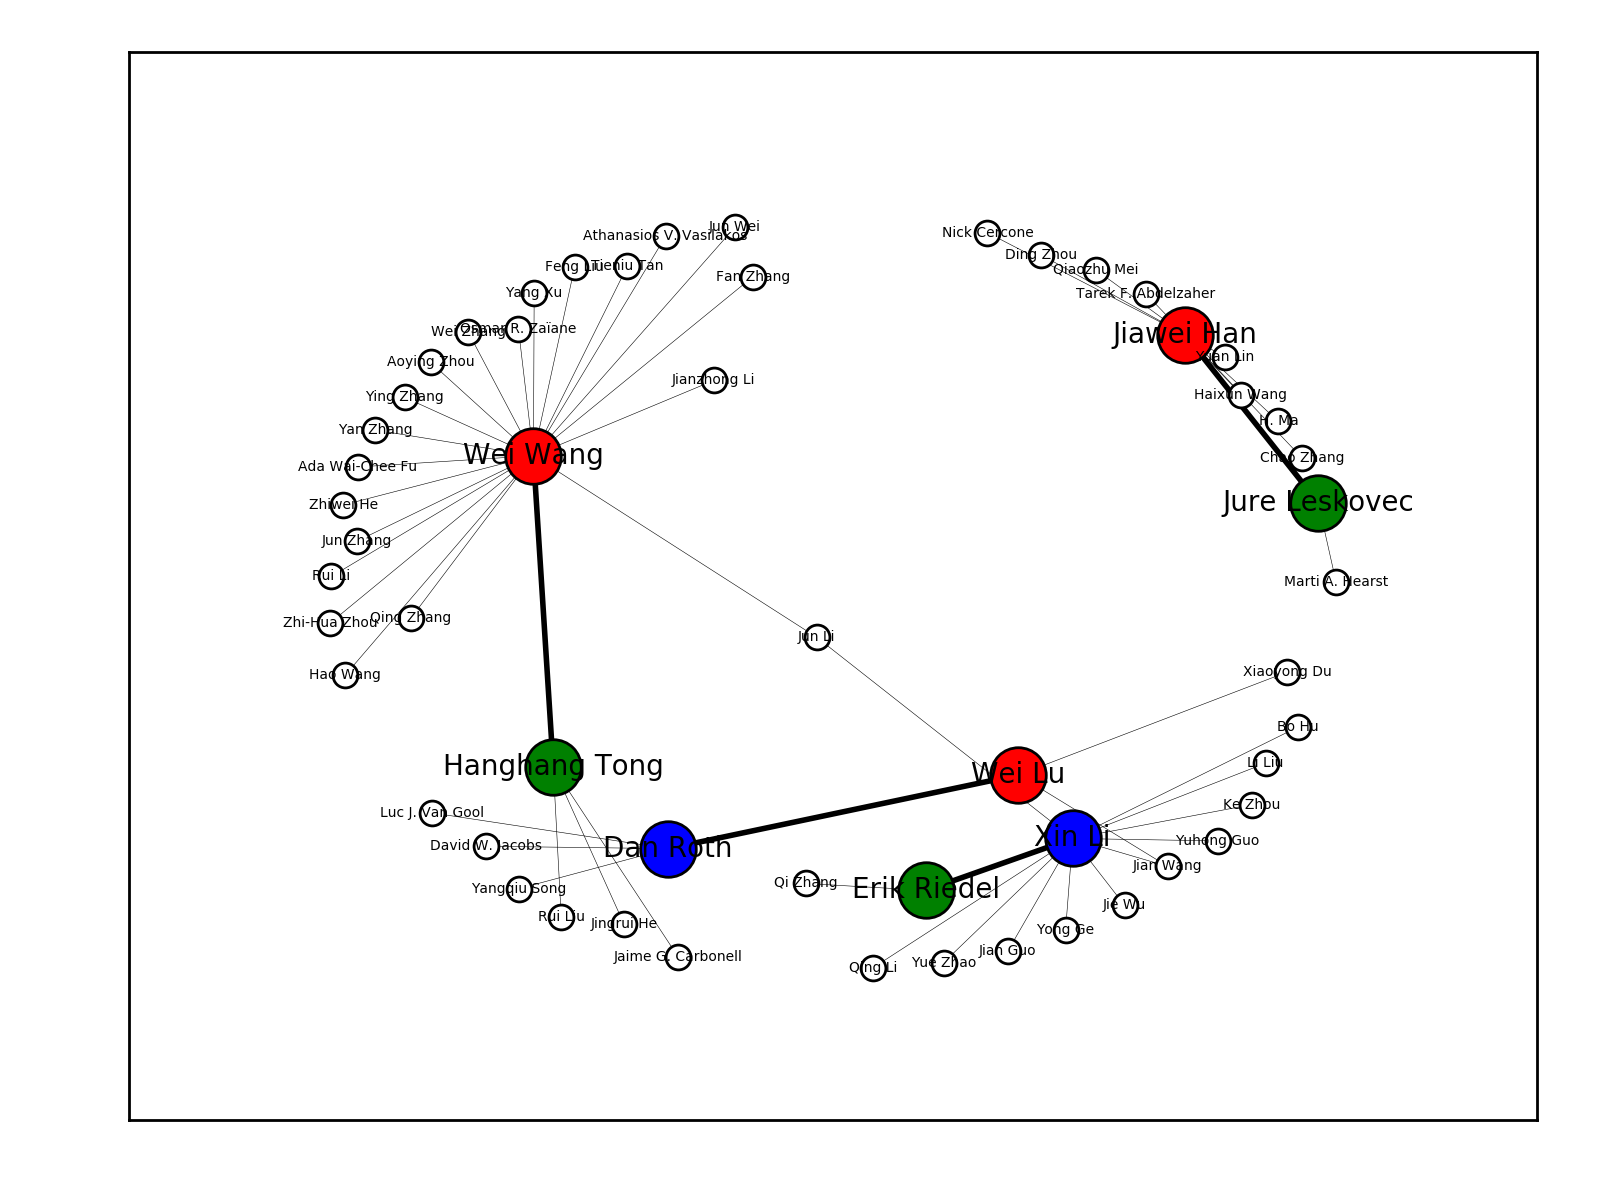 Jun Wei
Nick Cercone
Athanasios V. Vasilakos
Ding Zhou
Feng Liu
Tieniu Tan
Qiaozhu Mei
Fan Zhang
Yang Xu
Tarek F. Abdelzaher
Wei Zhang
Osmar R. Zaïane
Jiawei Han
Xuan Lin
Aoying Zhou
Jianzhong Li
Ying Zhang
Haixun Wang
Yan Zhang
H. Ma
Wei Wang
Chao Zhang
Ada Wai-Chee Fu
Jure Leskovec
Zhiwei He
Jun Zhang
Rui Li
Marti A. Hearst
Zhi-Hua Zhou
Qing Zhang
Jun Li
Hao Wang
Xiaoyong Du
Bo Hu
Hanghang Tong
Li Liu
Wei Lu
Ke Zhou
Luc J. Van Gool
Xin Li
Yuhong Guo
David W. Jacobs
Dan Roth
Jian Wang
Qi Zhang
Yangqiu Song
Erik Riedel
Jie Wu
Rui Liu
Jingrui He
Yong Ge
Jian Guo
Jaime G. Carbonell
Yue Zhao
Qing Li